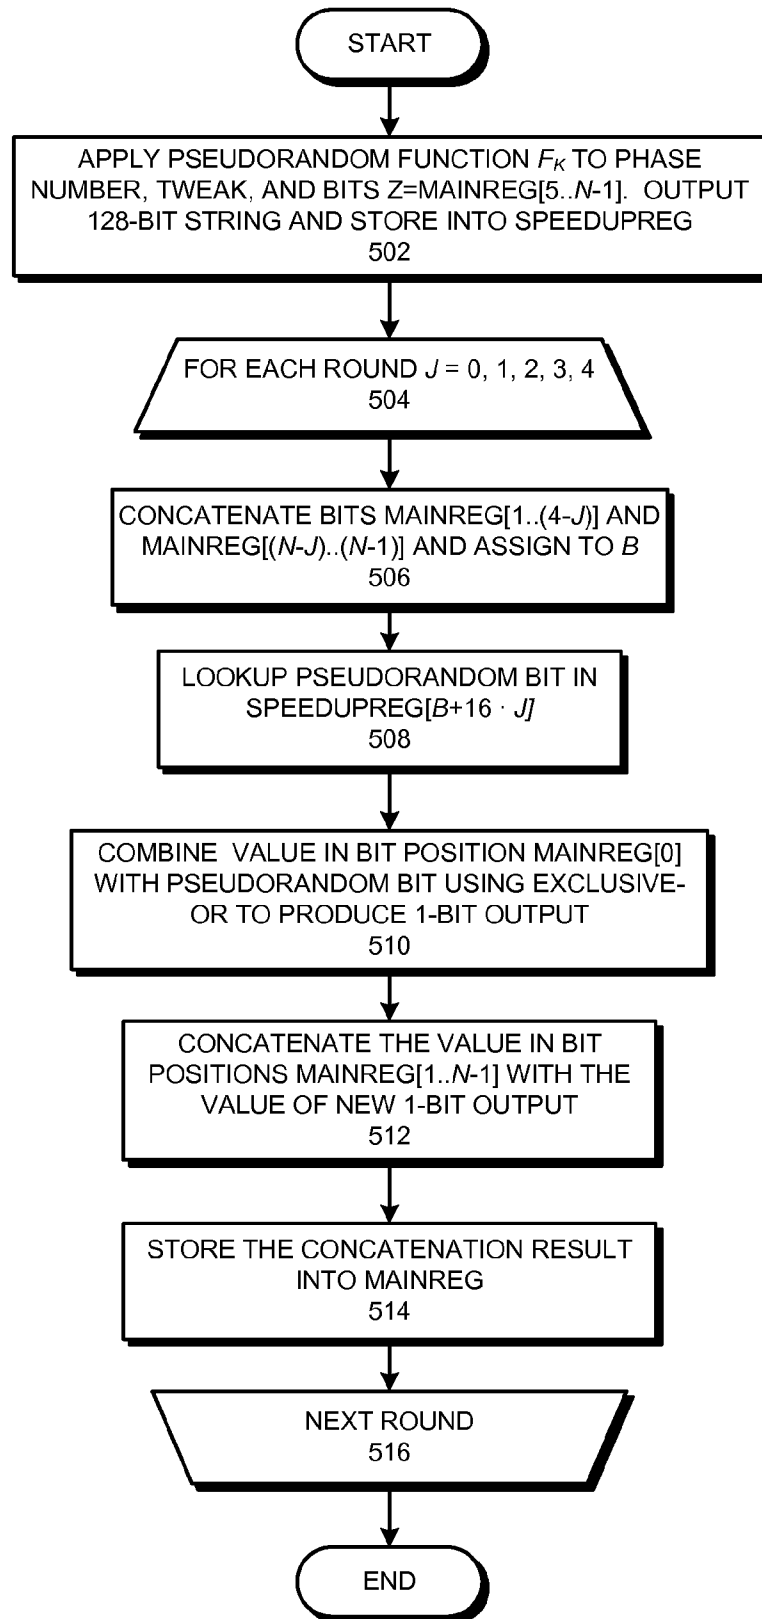 START
APPLY PSEUDORANDOM FUNCTION F_K TO PHASE
NUMBER, TWEAK, AND BITS Z=MAINREG[5..N-1].  OUTPUT
128-BIT STRING AND STORE INTO SPEEDUPREG
502
FOR EACH ROUND J = 0, 1, 2, 3, 4
504
CONCATENATE BITS MAINREG[1..(4-J)] AND
MAINREG[(N-J)..(N-1)] AND ASSIGN TO B
506
LOOKUP PSEUDORANDOM BIT IN
SPEEDUPREG[B+16 · J]
508
COMBINE  VALUE IN BIT POSITION MAINREG[0]
WITH PSEUDORANDOM BIT USING EXCLUSIVE-
OR TO PRODUCE 1-BIT OUTPUT
510
CONCATENATE THE VALUE IN BIT
POSITIONS MAINREG[1..N-1] WITH THE
VALUE OF NEW 1-BIT OUTPUT
512
STORE THE CONCATENATION RESULT
INTO MAINREG
514
NEXT ROUND
516
END